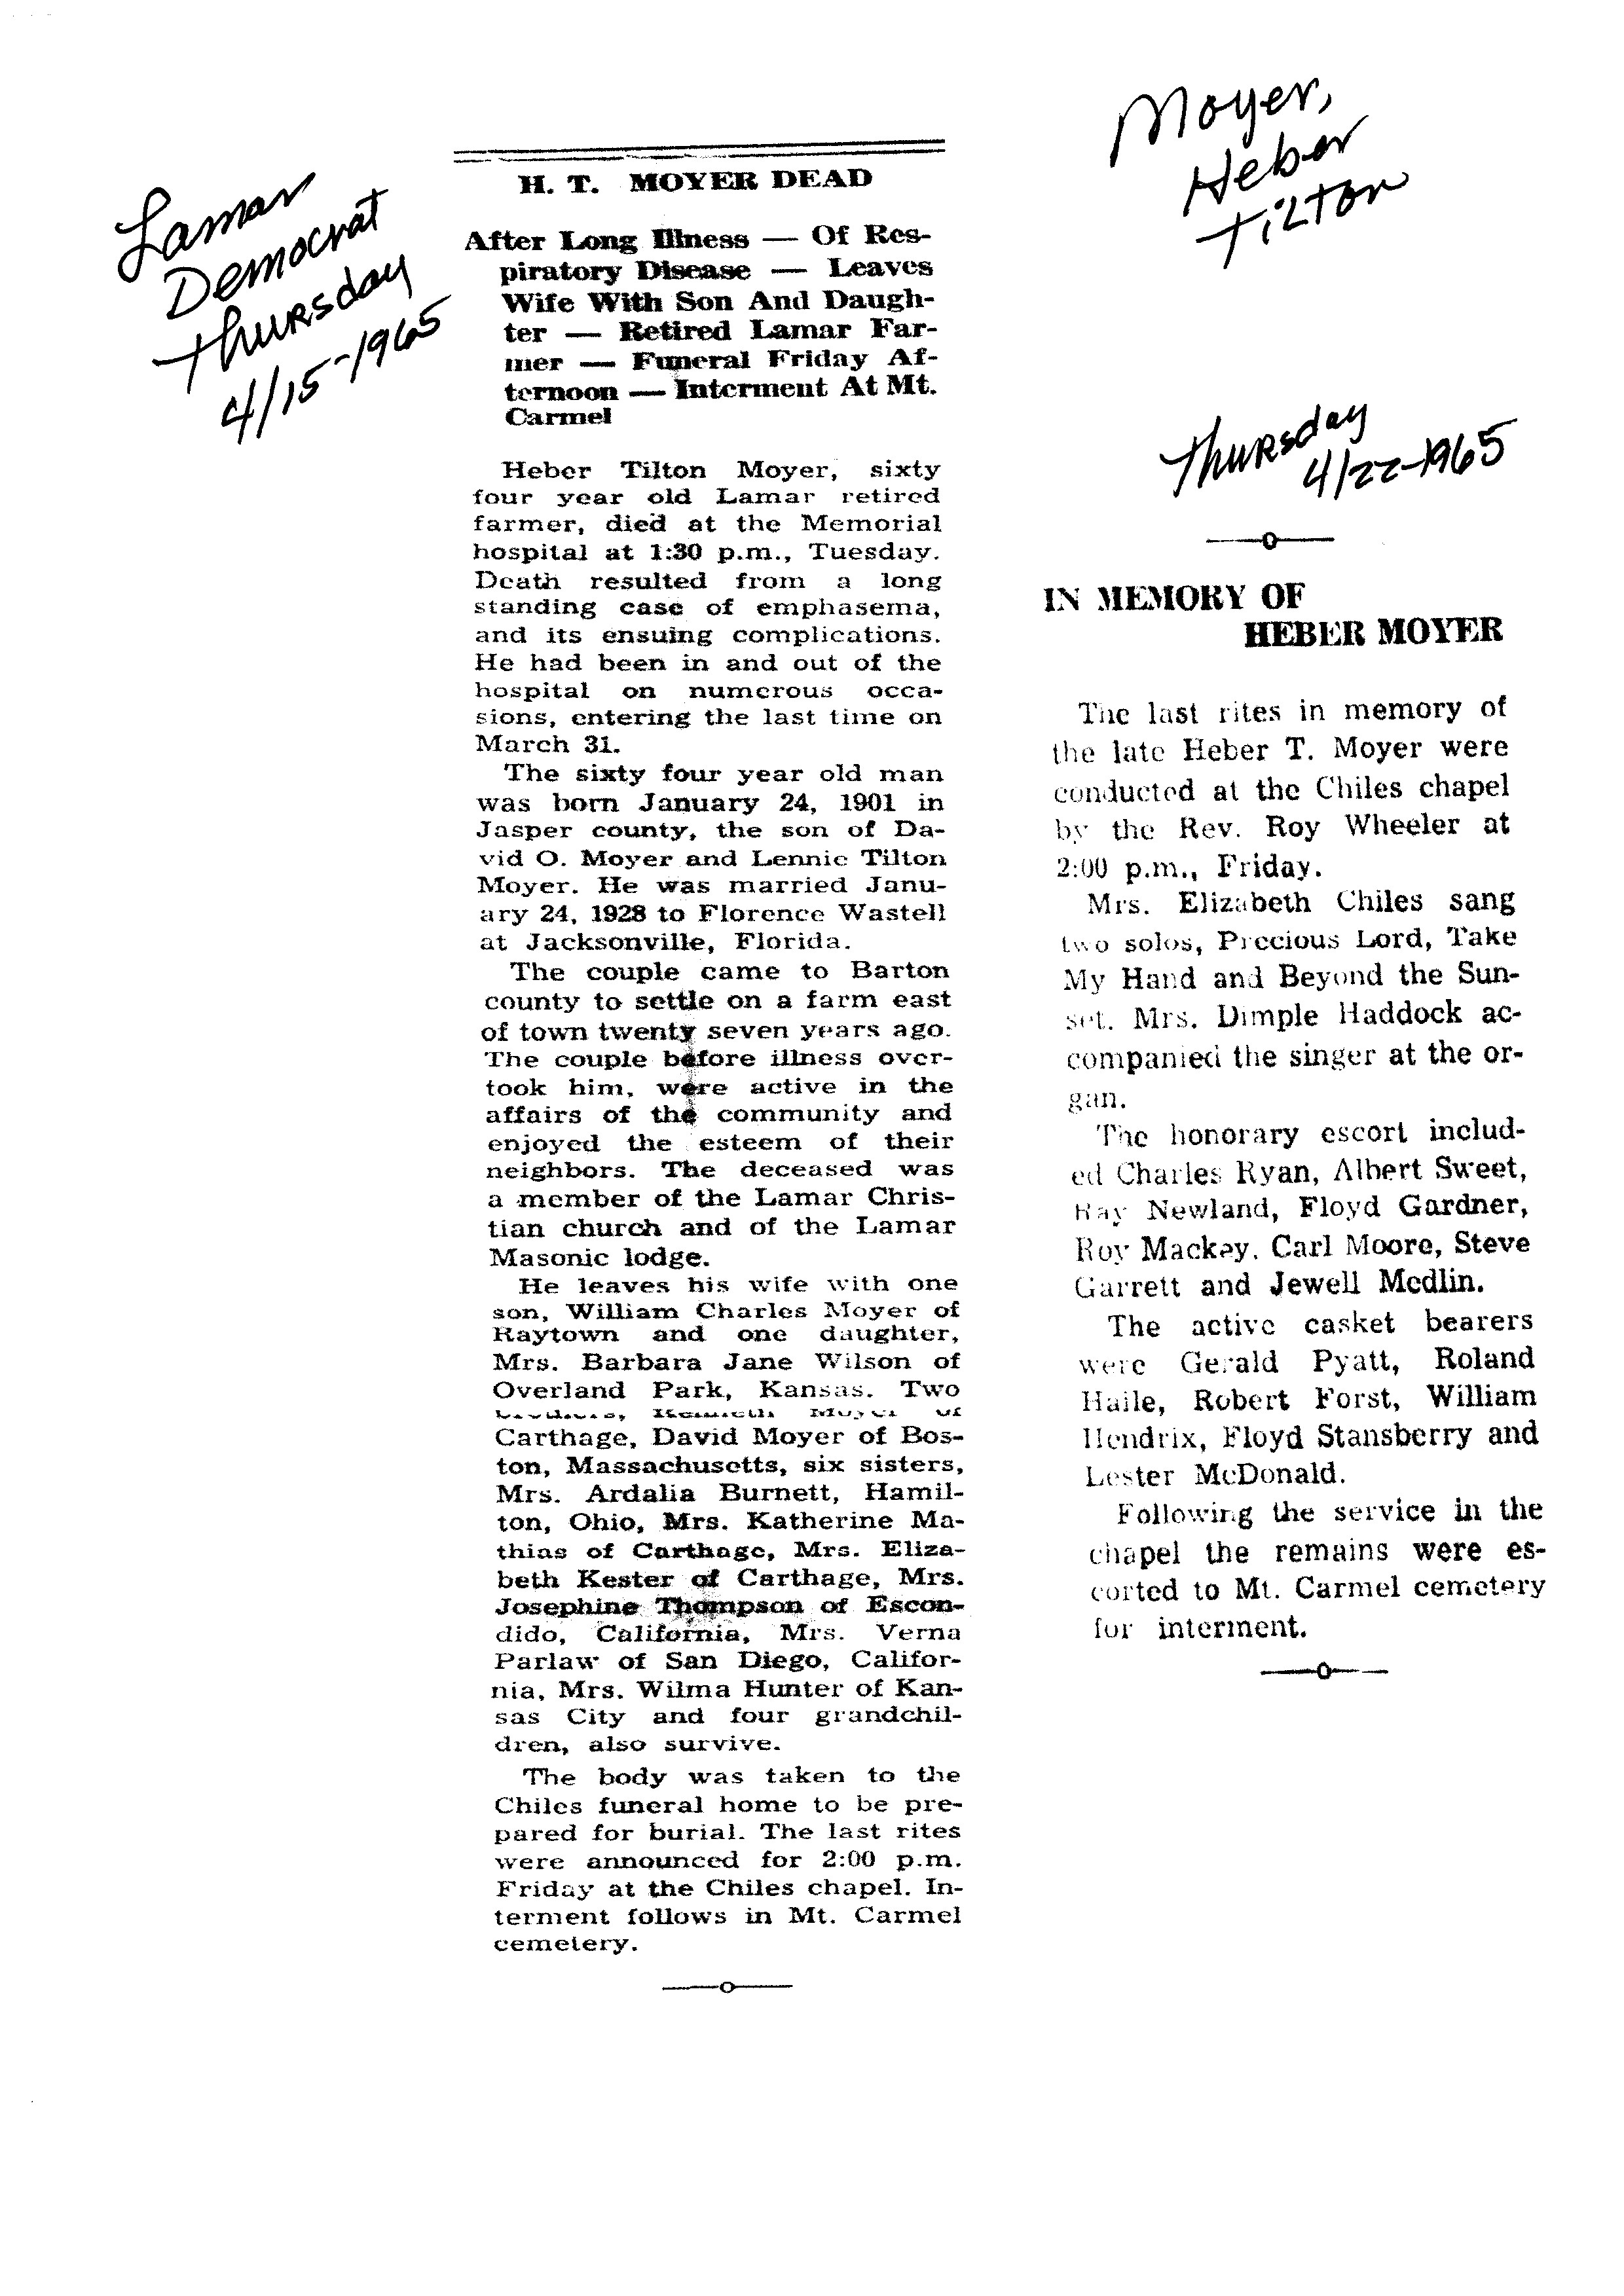 Lamar
Democrat
Thursday
4/15-1965
H. T. MOYER DEAD
After Long Illness — Of Res-
piratory Disease — Leaves
Wife With Son And Daugh-
ter — Retired Lamar Far-
mer — Funeral Friday Af-
ternoon — Interment At Mt.
Carmel
Heber Tilton Moyer, sixty
four year old Lamar retired
farmer, died at the Memorial
hospital at 1:30 p.m., Tuesday.
Death resulted from a long
standing case of emphasema,
and its ensuing complications.
He had been in and out of the
hospital on numerous occa-
sions, entering the last time on
March 31.
The sixty four year old man
was born January 24, 1901 in
Jasper county, the son of Da-
vid O. Moyer and Lennie Tilton
Moyer. He was married Janu-
ary 24, 1928 to Florence Wastell
at Jacksonville, Florida.
The couple came to Barton
county to settle on a farm east
of town twenty seven years ago.
The couple before illness over-
took him, were active in the
affairs of the community and
enjoyed the esteem of their
neighbors. The deceased was
a member of the Lamar Chris-
tian church and of the Lamar
Masonic lodge.
He leaves his wife with one
son, William Charles Moyer of
Raytown and one daughter,
Mrs. Barbara Jane Wilson of
Overland Park, Kansas. Two
brothers, Kenneth Moyer of
Carthage, David Moyer of Bos-
ton, Massachusetts, six sisters,
Mrs. Ardalia Burnett, Hamil-
ton, Ohio, Mrs. Katherine Ma-
thias of Carthage, Mrs. Eliza-
beth Kester of Carthage, Mrs.
Josephine Thompson of Escon-
dido, California, Mrs. Verna
Parlaw of San Diego, Califor-
nia, Mrs. Wilma Hunter of Kan-
sas City and four grandchil-
dren, also survive.
The body was taken to the
Chiles funeral home to be pre-
pared for burial. The last rites
were announced for 2:00 p.m.
Friday at the Chiles chapel. In-
terment follows in Mt. Carmel
cemetery.
Moyer,
Heber
Tilton
Thursday
4/22-1965
IN MEMORY OF
HEBER MOYER
The last rites in memory of
the late Heber T. Moyer were
conducted at the Chiles chapel
by the Rev. Roy Wheeler at
2:00 p.m., Friday.
Mrs. Elizabeth Chiles sang
two solos, Precious Lord, Take
My Hand and Beyond the Sun-
set. Mrs. Dimple Haddock ac-
companied the singer at the or-
gan.
The honorary escort includ-
ed Charles Ryan, Albert Sweet,
Ray Newland, Floyd Gardner,
Roy Mackey, Carl Moore, Steve
Garrett and Jewell Medlin.
The active casket bearers
were Gerald Pyatt, Roland
Haile, Robert Forst, William
Hendrix, Floyd Stansberry and
Lester McDonald.
Following the service in the
chapel the remains were es-
corted to Mt. Carmel cemetery
for interment.